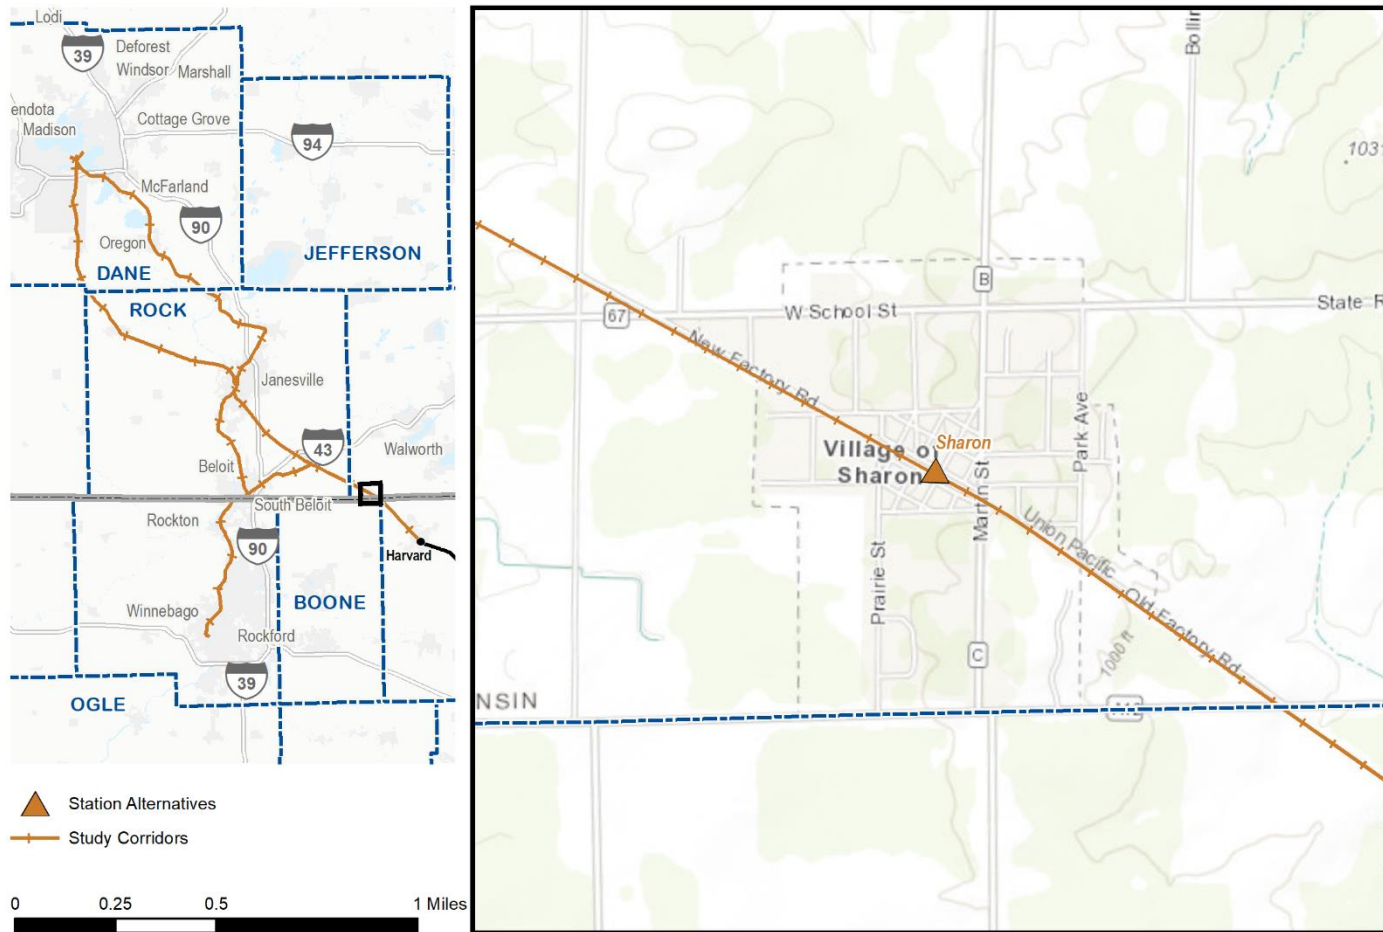 Lodi
39
Deforest
Windsor
Marshall
endota
Madison
Cottage Grove
94
McFarland
90
Oregon
JEFFERSON
DANE
ROCK
Janesville
43
Walworth
Beloit
South Beloit
Rockton
90
Harvard
BOONE
Winnebago
Rockford
39
OGLE
Station Alternatives
Study Corridors
0
0.25
0.5
1 Miles
Bollin
1031
B
67
W School St
State R
New Factory Rd
Park Ave
Sharon
Village of
Sharon
Martin St
Union Pacific
Prairie St
Old Factory Rd
1000 ft
C
NSIN